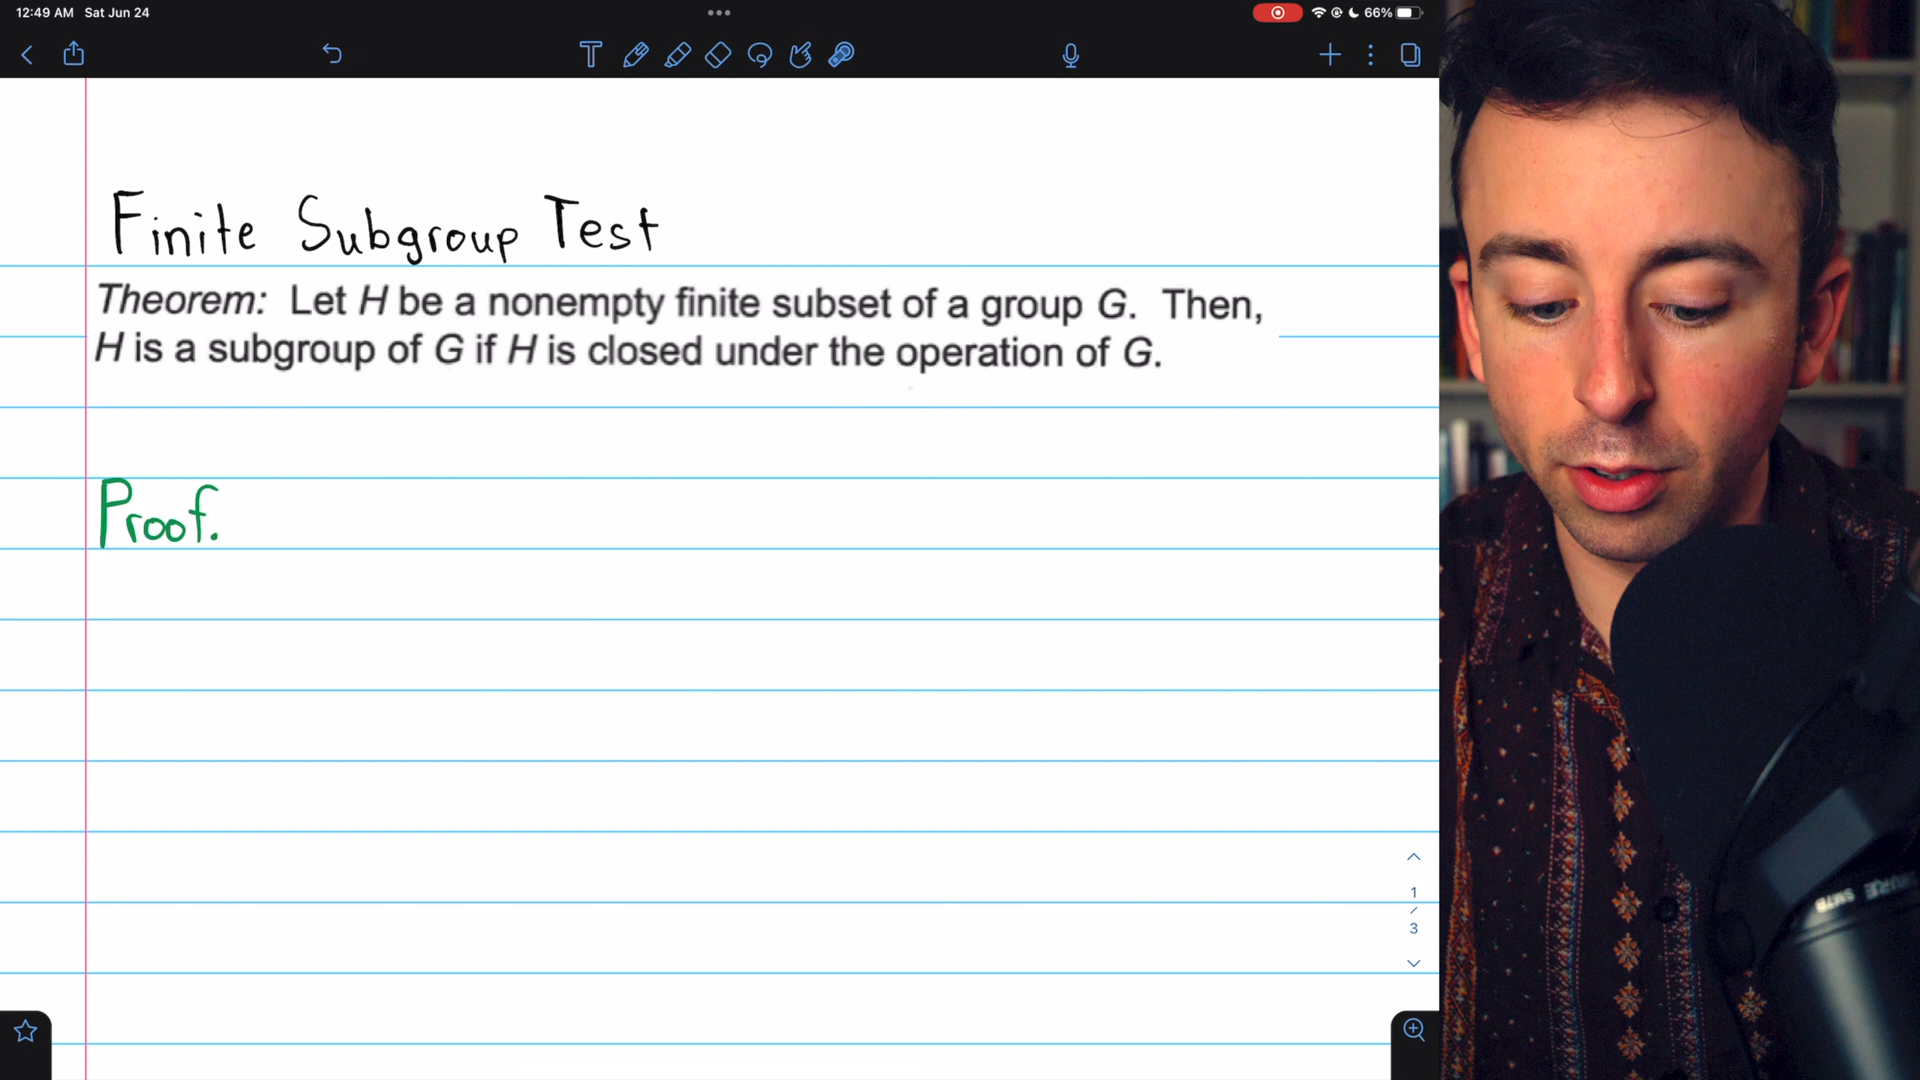 12:49 AM Sat Jun 24
66%
Finite Subgroup Test
Theorem: Let H be a nonempty finite subset of a group G. Then,
H is a subgroup of G if H is closed under the operation of G.
Proof.
1
/
3
SM7B